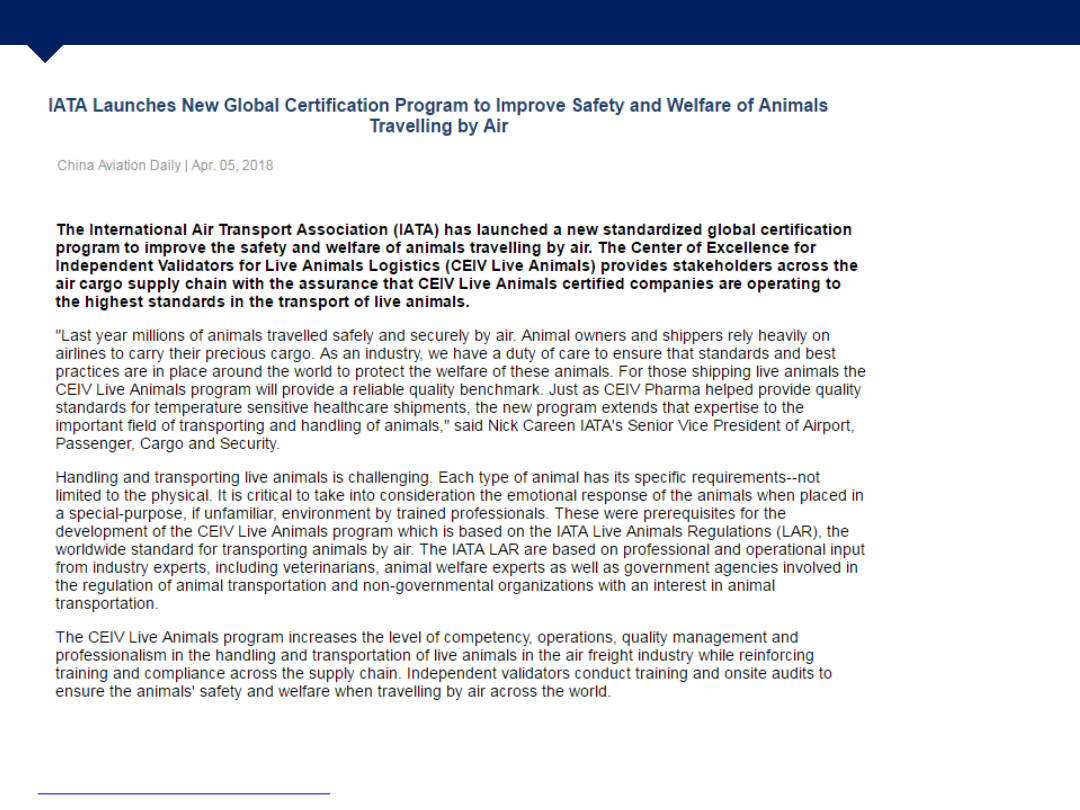 IATA Launches New Global Certification Program to Improve Safety and Welfare of Animals
Travelling by Air
China Aviation Daily | Apr. 05, 2018
The International Air Transport Association (IATA) has launched a new standardized global certification
program to improve the safety and welfare of animals travelling by air. The Center of Excellence for
Independent Validators for Live Animals Logistics (CEIV Live Animals) provides stakeholders across the
air cargo supply chain with the assurance that CEIV Live Animals certified companies are operating to
the highest standards in the transport of live animals.
"Last year millions of animals travelled safely and securely by air. Animal owners and shippers rely heavily on
airlines to carry their precious cargo. As an industry, we have a duty of care to ensure that standards and best
practices are in place around the world to protect the welfare of these animals. For those shipping live animals the
CEIV Live Animals program will provide a reliable quality benchmark. Just as CEIV Pharma helped provide quality
standards for temperature sensitive healthcare shipments, the new program extends that expertise to the
important field of transporting and handling of animals," said Nick Careen IATA's Senior Vice President of Airport,
Passenger, Cargo and Security.
Handling and transporting live animals is challenging. Each type of animal has its specific requirements--not
limited to the physical. It is critical to take into consideration the emotional response of the animals when placed in
a special-purpose, if unfamiliar, environment by trained professionals. These were prerequisites for the
development of the CEIV Live Animals program which is based on the IATA Live Animals Regulations (LAR), the
worldwide standard for transporting animals by air. The IATA LAR are based on professional and operational input
from industry experts, including veterinarians, animal welfare experts as well as government agencies involved in
the regulation of animal transportation and non-governmental organizations with an interest in animal
transportation.
The CEIV Live Animals program increases the level of competency, operations, quality management and
professionalism in the handling and transportation of live animals in the air freight industry while reinforcing
training and compliance across the supply chain. Independent validators conduct training and onsite audits to
ensure the animals' safety and welfare when travelling by air across the world.